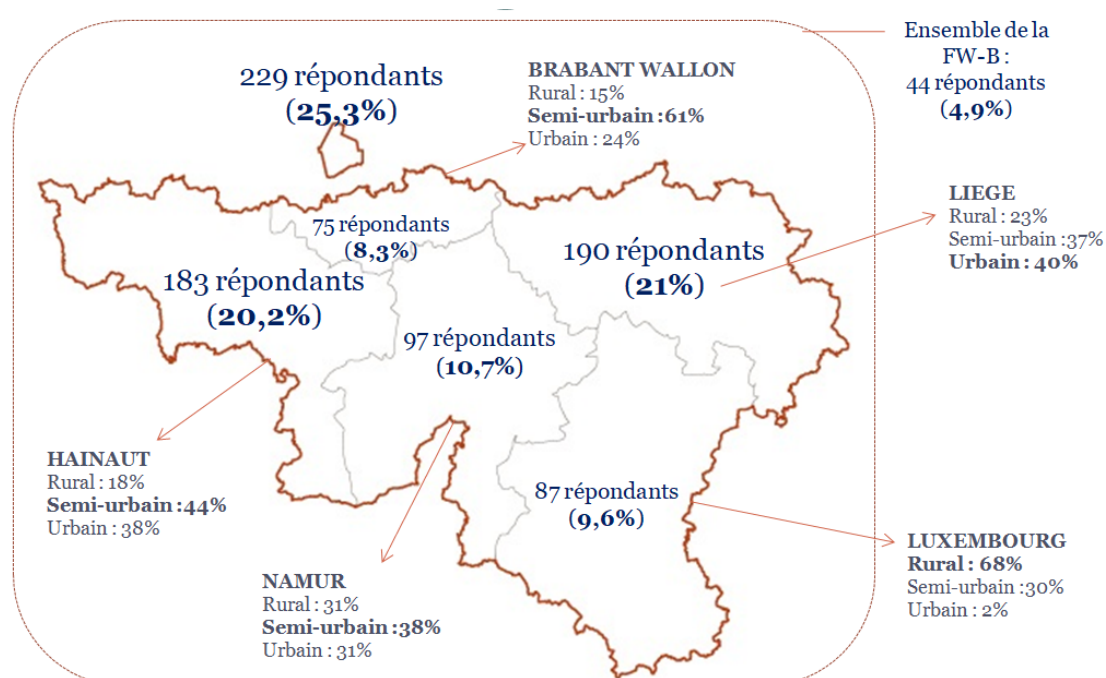 229 répondants
(25,3%)
Ensemble de la
FW-B :
44 répondants
(4,9%)
BRABANT WALLON
Rural : 15%
Semi-urbain :61%
Urbain : 24%
LIEGE
Rural : 23%
Semi-urbain :37%
Urbain : 40%
75 répondants
(8,3%)
190 répondants
(21%)
183 répondants
(20,2%)
97 répondants
(10,7%)
HAINAUT
Rural : 18%
Semi-urbain :44%
Urbain : 38%
87 répondants
(9,6%)
LUXEMBOURG
Rural : 68%
Semi-urbain : 30%
Urbain : 2%
NAMUR
Rural : 31%
Semi-urbain :38%
Urbain : 31%